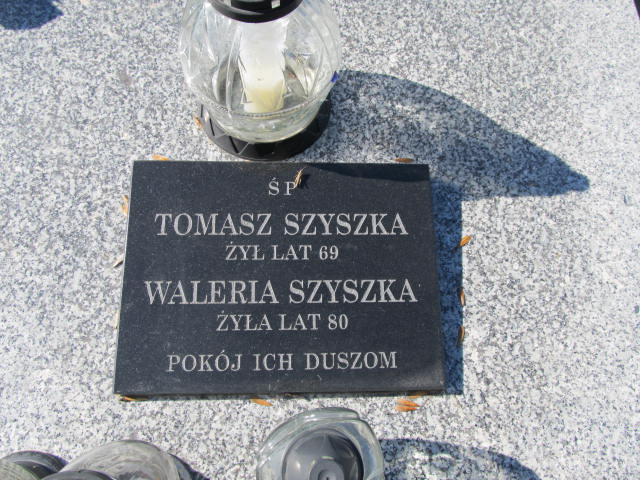 ŚP
TOMASZ SZYSZKA
ŻYŁ LAT 69
WALERIA SZYSZKA
ŻYŁA LAT 80
POKÓJ ICH DUSZOM